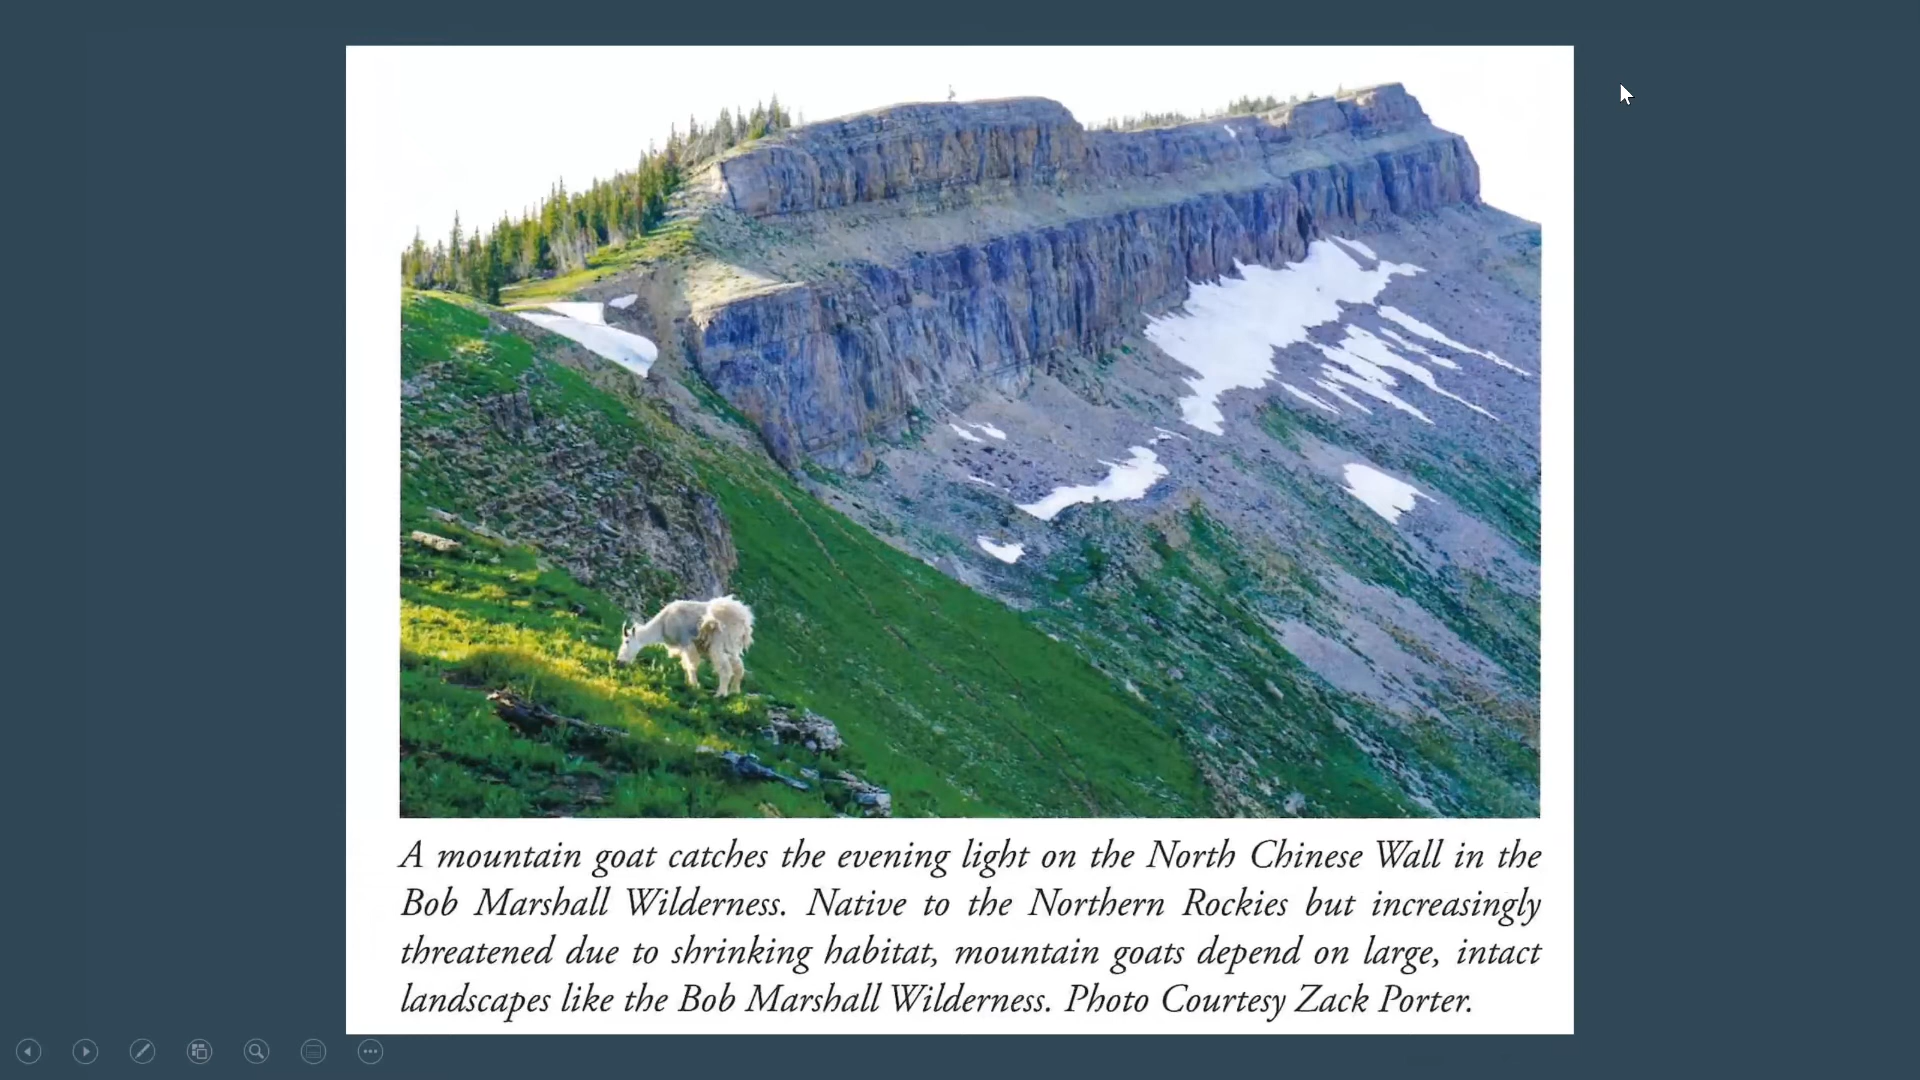 A mountain goat catches the evening light on the North Chinese Wall in the
Bob Marshall Wilderness. Native to the Northern Rockies but increasingly
threatened due to shrinking habitat, mountain goats depend on large, intact
landscapes like the Bob Marshall Wilderness. Photo Courtesy Zack Porter.